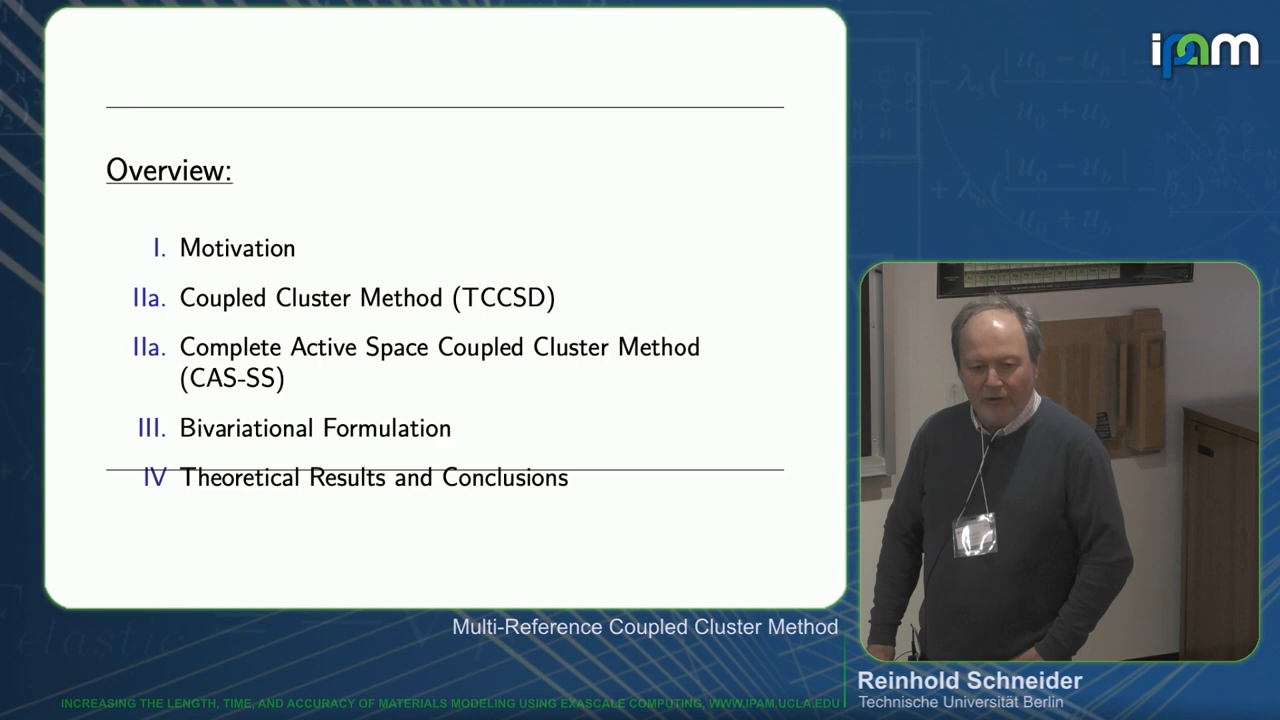 ipam
Overview:
I. Motivation
IIa. Coupled Cluster Method (TCCSD)
IIa. Complete Active Space Coupled Cluster Method
(CAS-SS)
III. Bivariational Formulation
IV Theoretical Results and Conclusions
Multi-Reference Coupled Cluster Method
Reinhold Schneider
Technische Universität Berlin
INCREASING THE LENGTH, TIME, AND ACCURACY OF MATERIALS MODELING USING EXASCALE COMPUTING, WWW.IPAM.UCLA.EDU